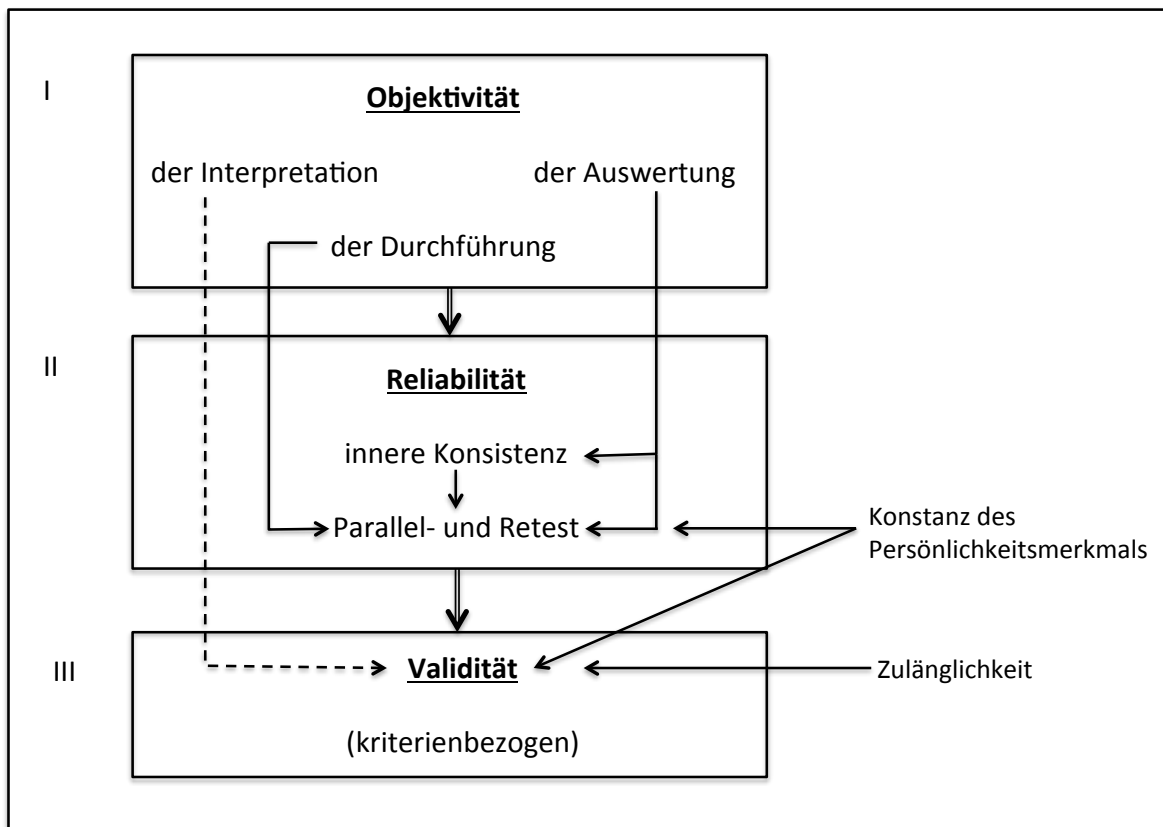 I
Objektivität
der Interpretation
der Auswertung
der Durchführung
II
Reliabilität
innere Konsistenz
Parallel- und Retest
Konstanz des
Persönlichkeitsmerkmals
III
Validität
Zulänglichkeit
(kriterienbezogen)